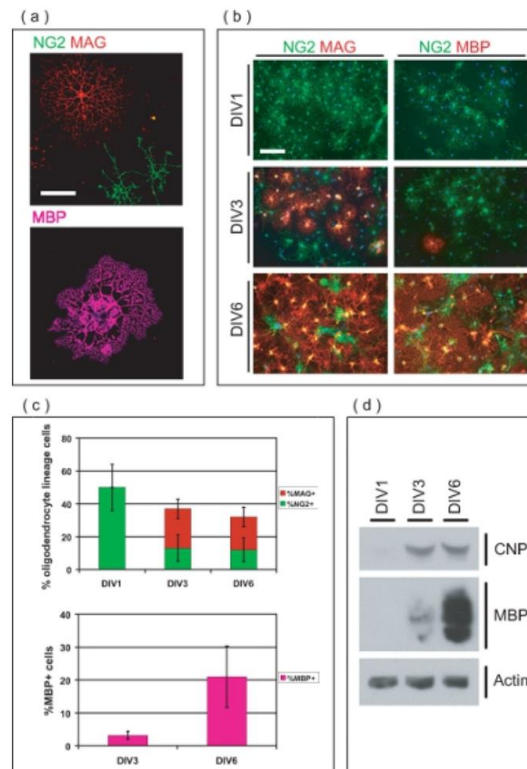 ( a )
NG2 MAG
MBP
( b )
NG2 MAG
NG2 MBP
DIV1
DIV3
DIV6
( c )
% oligodendrocyte lineage cells
80
60
40
20
0
DIV1
DIV3
DIV6
%MAG+
%NG2+
%MBP+ cells
40
30
20
10
0
DIV3
DIV6
%MBP+
( d )
DIV1
DIV3
DIV6
CNP
MBP
Actin